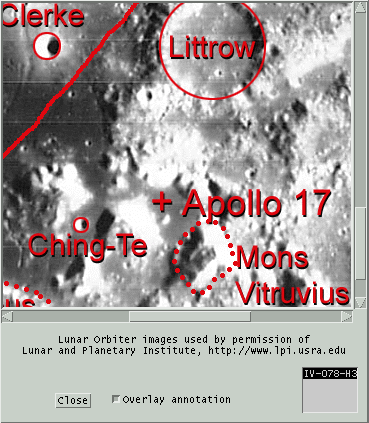 Clerke
Littrow
+ Apollo 17
Ching-Te
Mons
Vitruvius
us
Lunar Orbiter images used by permission of
Lunar and Planetary Institute, http://www.lpi.usra.edu
IV-078-H3
Close
Overlay annotation